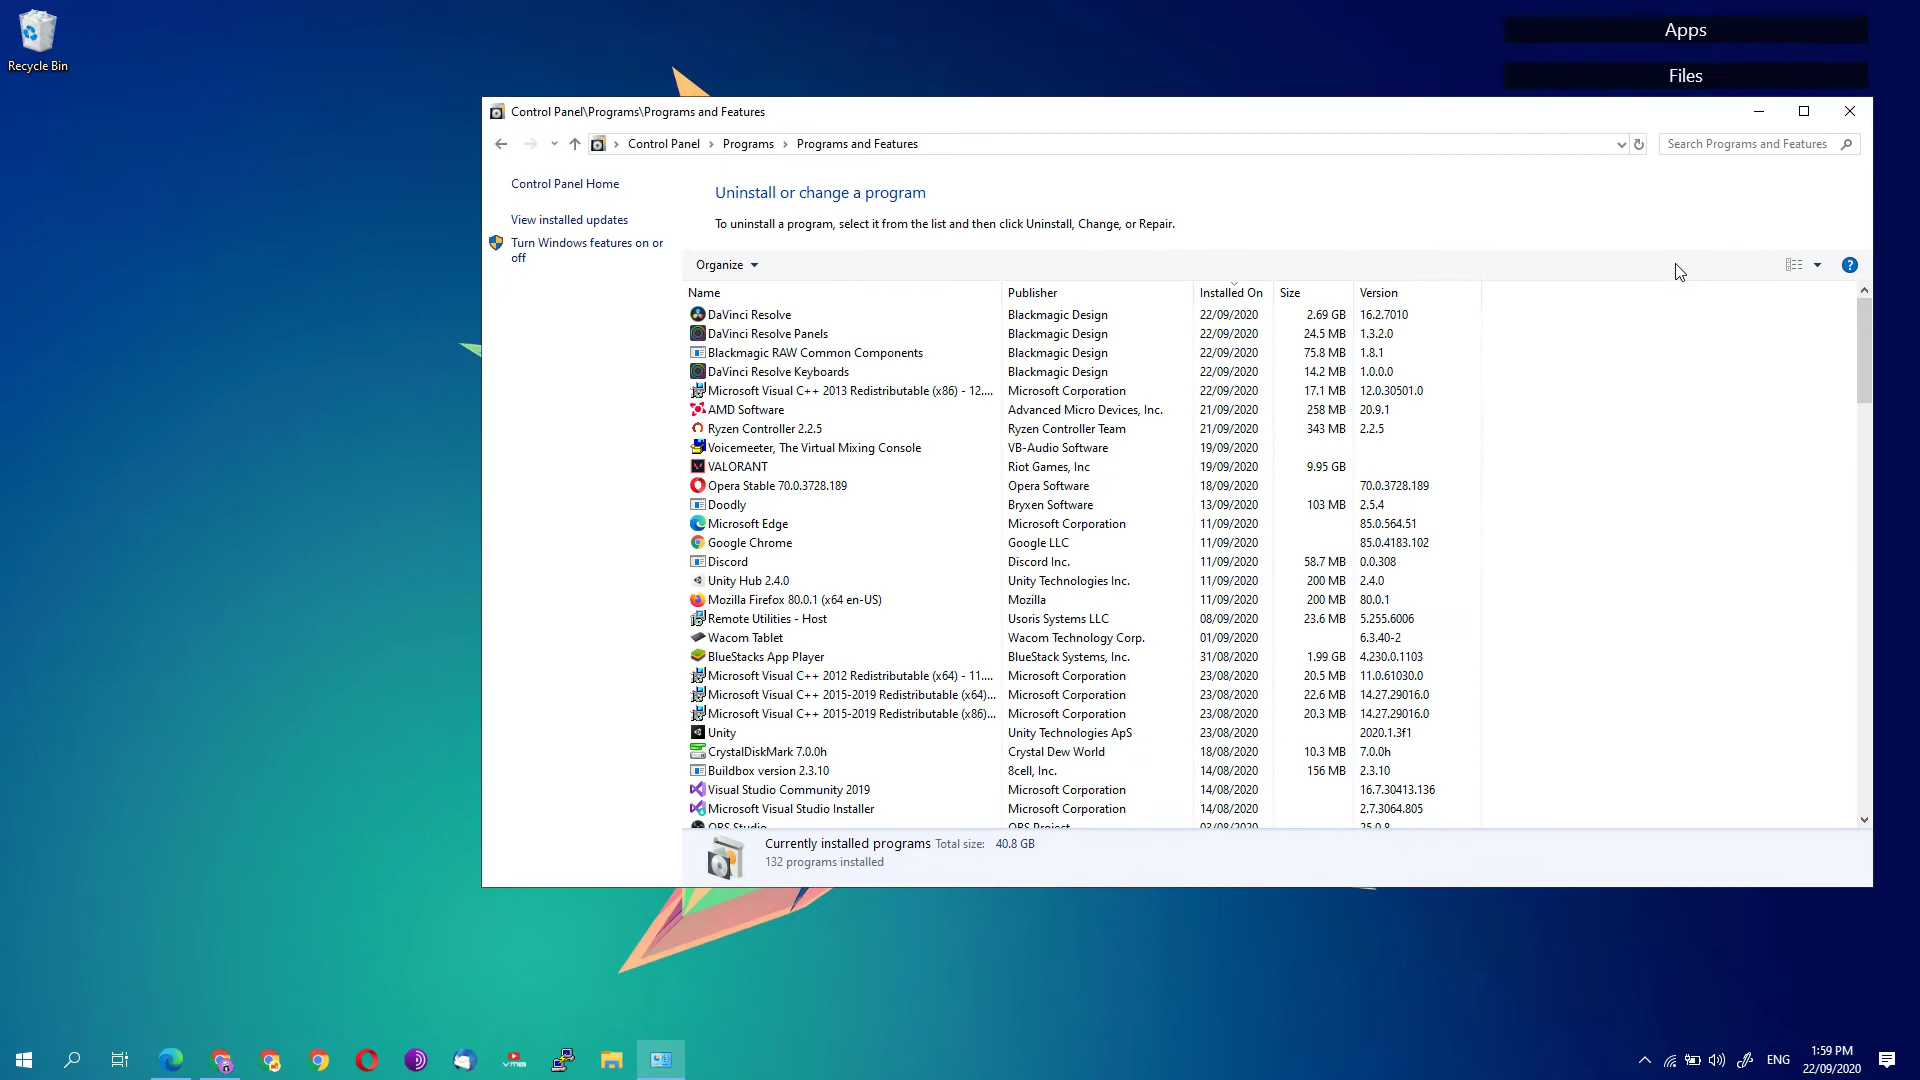 Recycle Bin
Apps
Files
Control Panel\Programs\Programs and Features
Control Panel Programs Programs and Features
Search Programs and Features
Control Panel Home
View installed updates
Turn Windows features on or
off
Uninstall or change a program
To uninstall a program, select it from the list and then click Uninstall, Change, or Repair.
Organize
Name Publisher Installed On Size Version
DaVinci Resolve Blackmagic Design 22/09/2020 2.69 GB 16.2.7010
DaVinci Resolve Panels Blackmagic Design 22/09/2020 24.5 MB 1.3.2.0
Blackmagic RAW Common Components Blackmagic Design 22/09/2020 75.8 MB 1.8.1
DaVinci Resolve Keyboards Blackmagic Design 22/09/2020 14.2 MB 1.0.0.0
Microsoft Visual C++ 2013 Redistributable (x86) - 12.... Microsoft Corporation 22/09/2020 17.1 MB 12.0.30501.0
AMD Software Advanced Micro Devices, Inc. 21/09/2020 258 MB 20.9.1
Ryzen Controller 2.2.5 Ryzen Controller Team 21/09/2020 343 MB 2.2.5
Voicemeeter, The Virtual Mixing Console VB-Audio Software 19/09/2020
VALORANT Riot Games, Inc 19/09/2020 9.95 GB
Opera Stable 70.0.3728.189 Opera Software 18/09/2020 70.0.3728.189
Doodly Bryxen Software 13/09/2020 103 MB 2.5.4
Microsoft Edge Microsoft Corporation 11/09/2020 85.0.564.51
Google Chrome Google LLC 11/09/2020 85.0.4183.102
Discord Discord Inc. 11/09/2020 58.7 MB 0.0.308
Unity Hub 2.4.0 Unity Technologies Inc. 11/09/2020 200 MB 2.4.0
Mozilla Firefox 80.0.1 (x64 en-US) Mozilla 11/09/2020 200 MB 80.0.1
Remote Utilities - Host Usoris Systems LLC 08/09/2020 23.6 MB 5.255.6006
Wacom Tablet Wacom Technology Corp. 01/09/2020 6.3.40-2
BlueStacks App Player BlueStack Systems, Inc. 31/08/2020 1.99 GB 4.230.0.1103
Microsoft Visual C++ 2012 Redistributable (x64) - 11.... Microsoft Corporation 23/08/2020 20.5 MB 11.0.61030.0
Microsoft Visual C++ 2015-2019 Redistributable (x64)... Microsoft Corporation 23/08/2020 22.6 MB 14.27.29016.0
Microsoft Visual C++ 2015-2019 Redistributable (x86)... Microsoft Corporation 23/08/2020 20.3 MB 14.27.29016.0
Unity Unity Technologies ApS 23/08/2020 2020.1.3f1
CrystalDiskMark 7.0.0h Crystal Dew World 18/08/2020 10.3 MB 7.0.0h
Buildbox version 2.3.10 8cell, Inc. 14/08/2020 156 MB 2.3.10
Visual Studio Community 2019 Microsoft Corporation 14/08/2020 16.7.30413.136
Microsoft Visual Studio Installer Microsoft Corporation 14/08/2020 2.7.3064.805
OBS Studio OBS Project 03/08/2020 25.0.8
Currently installed programs Total size: 40.8 GB
132 programs installed
ENG
1:59 PM
22/09/2020